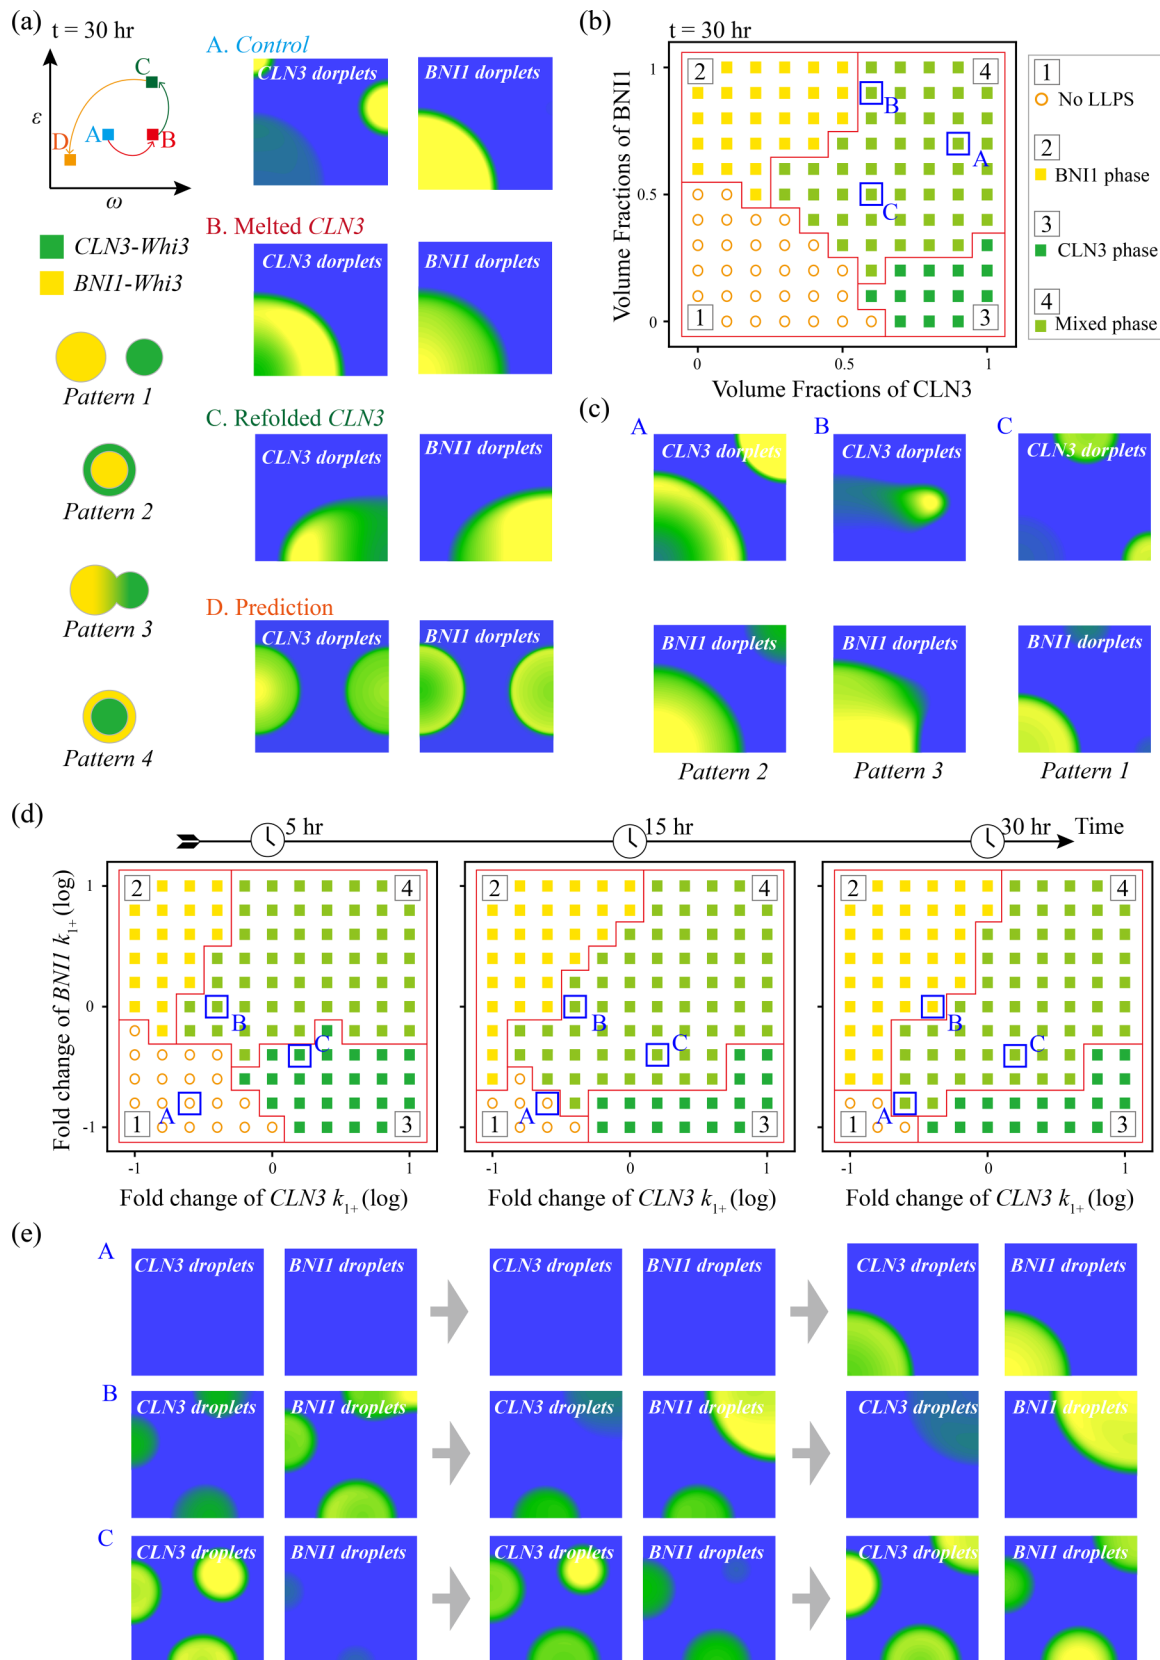 (a)
t = 30 hr
ε
ω
A
B
C
D
CLN3-Whi3
BNI1-Whi3
Pattern 1
Pattern 2
Pattern 3
Pattern 4
A. Control
CLN3 dorplets
BNI1 dorplets
B. Melted CLN3
CLN3 dorplets
BNI1 dorplets
C. Refolded CLN3
CLN3 dorplets
BNI1 dorplets
D. Prediction
CLN3 dorplets
BNI1 dorplets
(b)
t = 30 hr
Volume Fractions of BNI1
1
0.5
0
2
4
B
A
C
1
3
0
0.5
1
Volume Fractions of CLN3
1
No LLPS
2
BNI1 phase
3
CLN3 phase
4
Mixed phase
(c)
A
B
C
CLN3 dorplets
CLN3 dorplets
CLN3 dorplets
BNI1 dorplets
BNI1 dorplets
BNI1 dorplets
Pattern 2
Pattern 3
Pattern 1
(d)
5 hr
15 hr
30 hr
Time
Fold change of BNI1 k1+ (log)
1
0
-1
2
4
B
C
A
1
3
-1
0
1
Fold change of CLN3 k1+ (log)
2
4
B
C
A
1
3
-1
0
1
Fold change of CLN3 k1+ (log)
2
4
B
C
A
1
3
-1
0
1
Fold change of CLN3 k1+ (log)
(e)
A
CLN3 droplets
BNI1 droplets
CLN3 droplets
BNI1 droplets
CLN3 droplets
BNI1 droplets
B
CLN3 droplets
BNI1 droplets
CLN3 droplets
BNI1 droplets
CLN3 droplets
BNI1 droplets
C
CLN3 droplets
BNI1 droplets
CLN3 droplets
BNI1 droplets
CLN3 droplets
BNI1 droplets